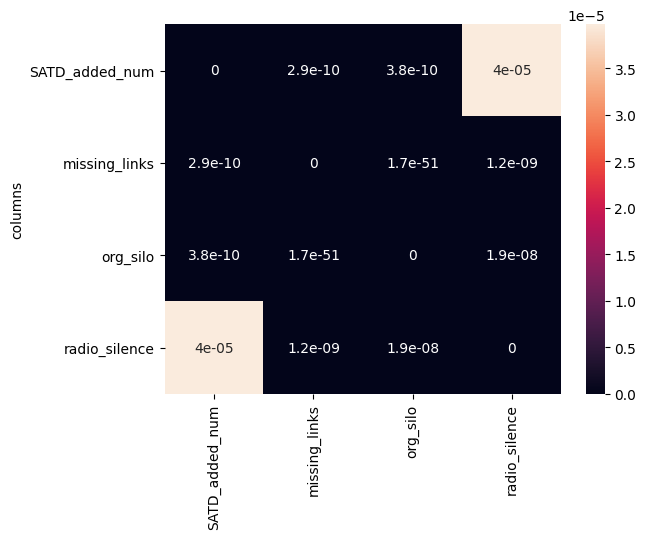 1e−5
SATD_added_num
0
2.9e-10
3.8e-10
4e-05
3.5
3.0
missing_links
2.9e-10
0
1.7e-51
1.2e-09
2.5
columns
2.0
org_silo
3.8e-10
1.7e-51
0
1.9e-08
1.5
1.0
radio_silence
4e-05
1.2e-09
1.9e-08
0
0.5
0.0
SATD_added_num
missing_links
org_silo
radio_silence